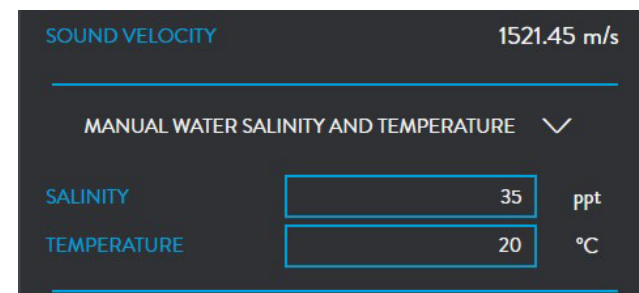 SOUND VELOCITY 1521.45 m/s
MANUAL WATER SALINITY AND TEMPERATURE
SALINITY 35 ppt
TEMPERATURE 20 °C